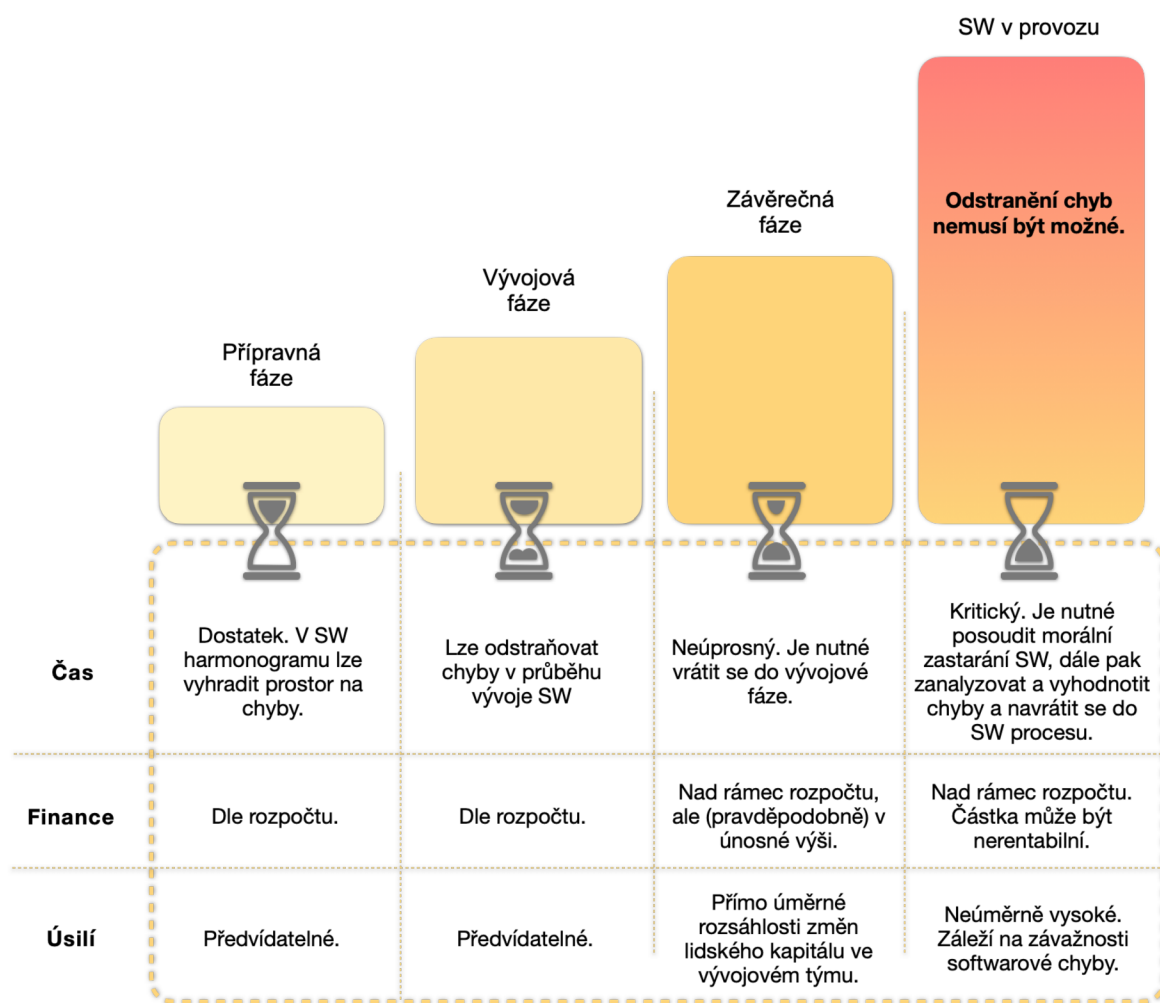 SW v provozu
Odstranění chyb
nemusí být možné.
Závěrečná
fáze
Vývojová
fáze
Přípravná
fáze
Čas
Dostatek. V SW
harmonogramu lze
vyhradit prostor na
chyby.
Lze odstraňovat
chyby v průběhu
vývoje SW
Neúprosný. Je nutné
vrátit se do vývojové
fáze.
Kritický. Je nutné
posoudit morální
zastarání SW, dále pak
zanalyzovat a vyhodnotit
chyby a navrátit se do
SW procesu.
Finance
Dle rozpočtu.
Dle rozpočtu.
Nad rámec rozpočtu,
ale (pravděpodobně) v
únosné výši.
Nad rámec rozpočtu.
Částka může být
nerentabilní.
Úsilí
Předvídatelné.
Předvídatelné.
Přímo úměrné
rozsáhlosti změn
lidského kapitálu ve
vývojovém týmu.
Neúměrně vysoké.
Záleží na závažnosti
softwarové chyby.